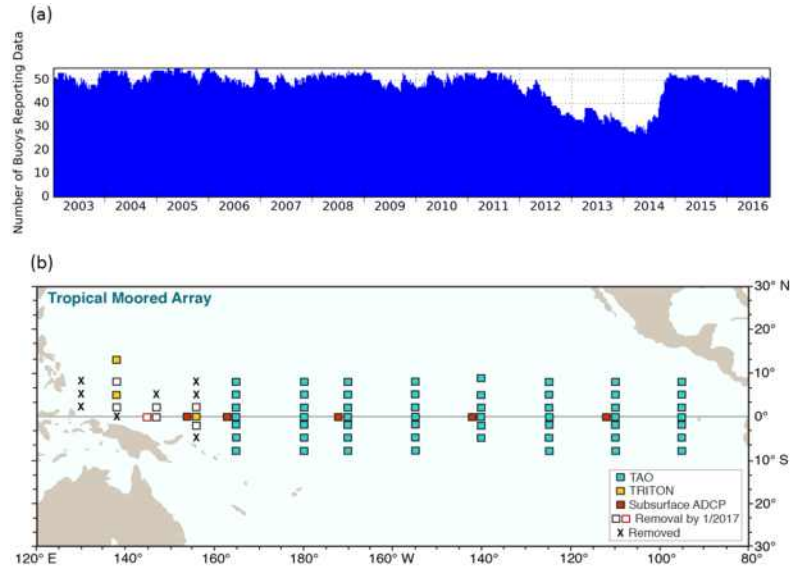 (a)
Number of Buoys Reporting Data
50
40
30
20
10
0
2003 2004 2005 2006 2007 2008 2009 2010 2011 2012 2013 2014 2015 2016
(b)
Tropical Moored Array
30° N
20°
10°
0°
10° S
20°
30°
TAO
TRITON
Subsurface ADCP
Removal by 1/2017
X Removed
120° E 140° 160° 180° 160° W 140° 120° 100° 80°